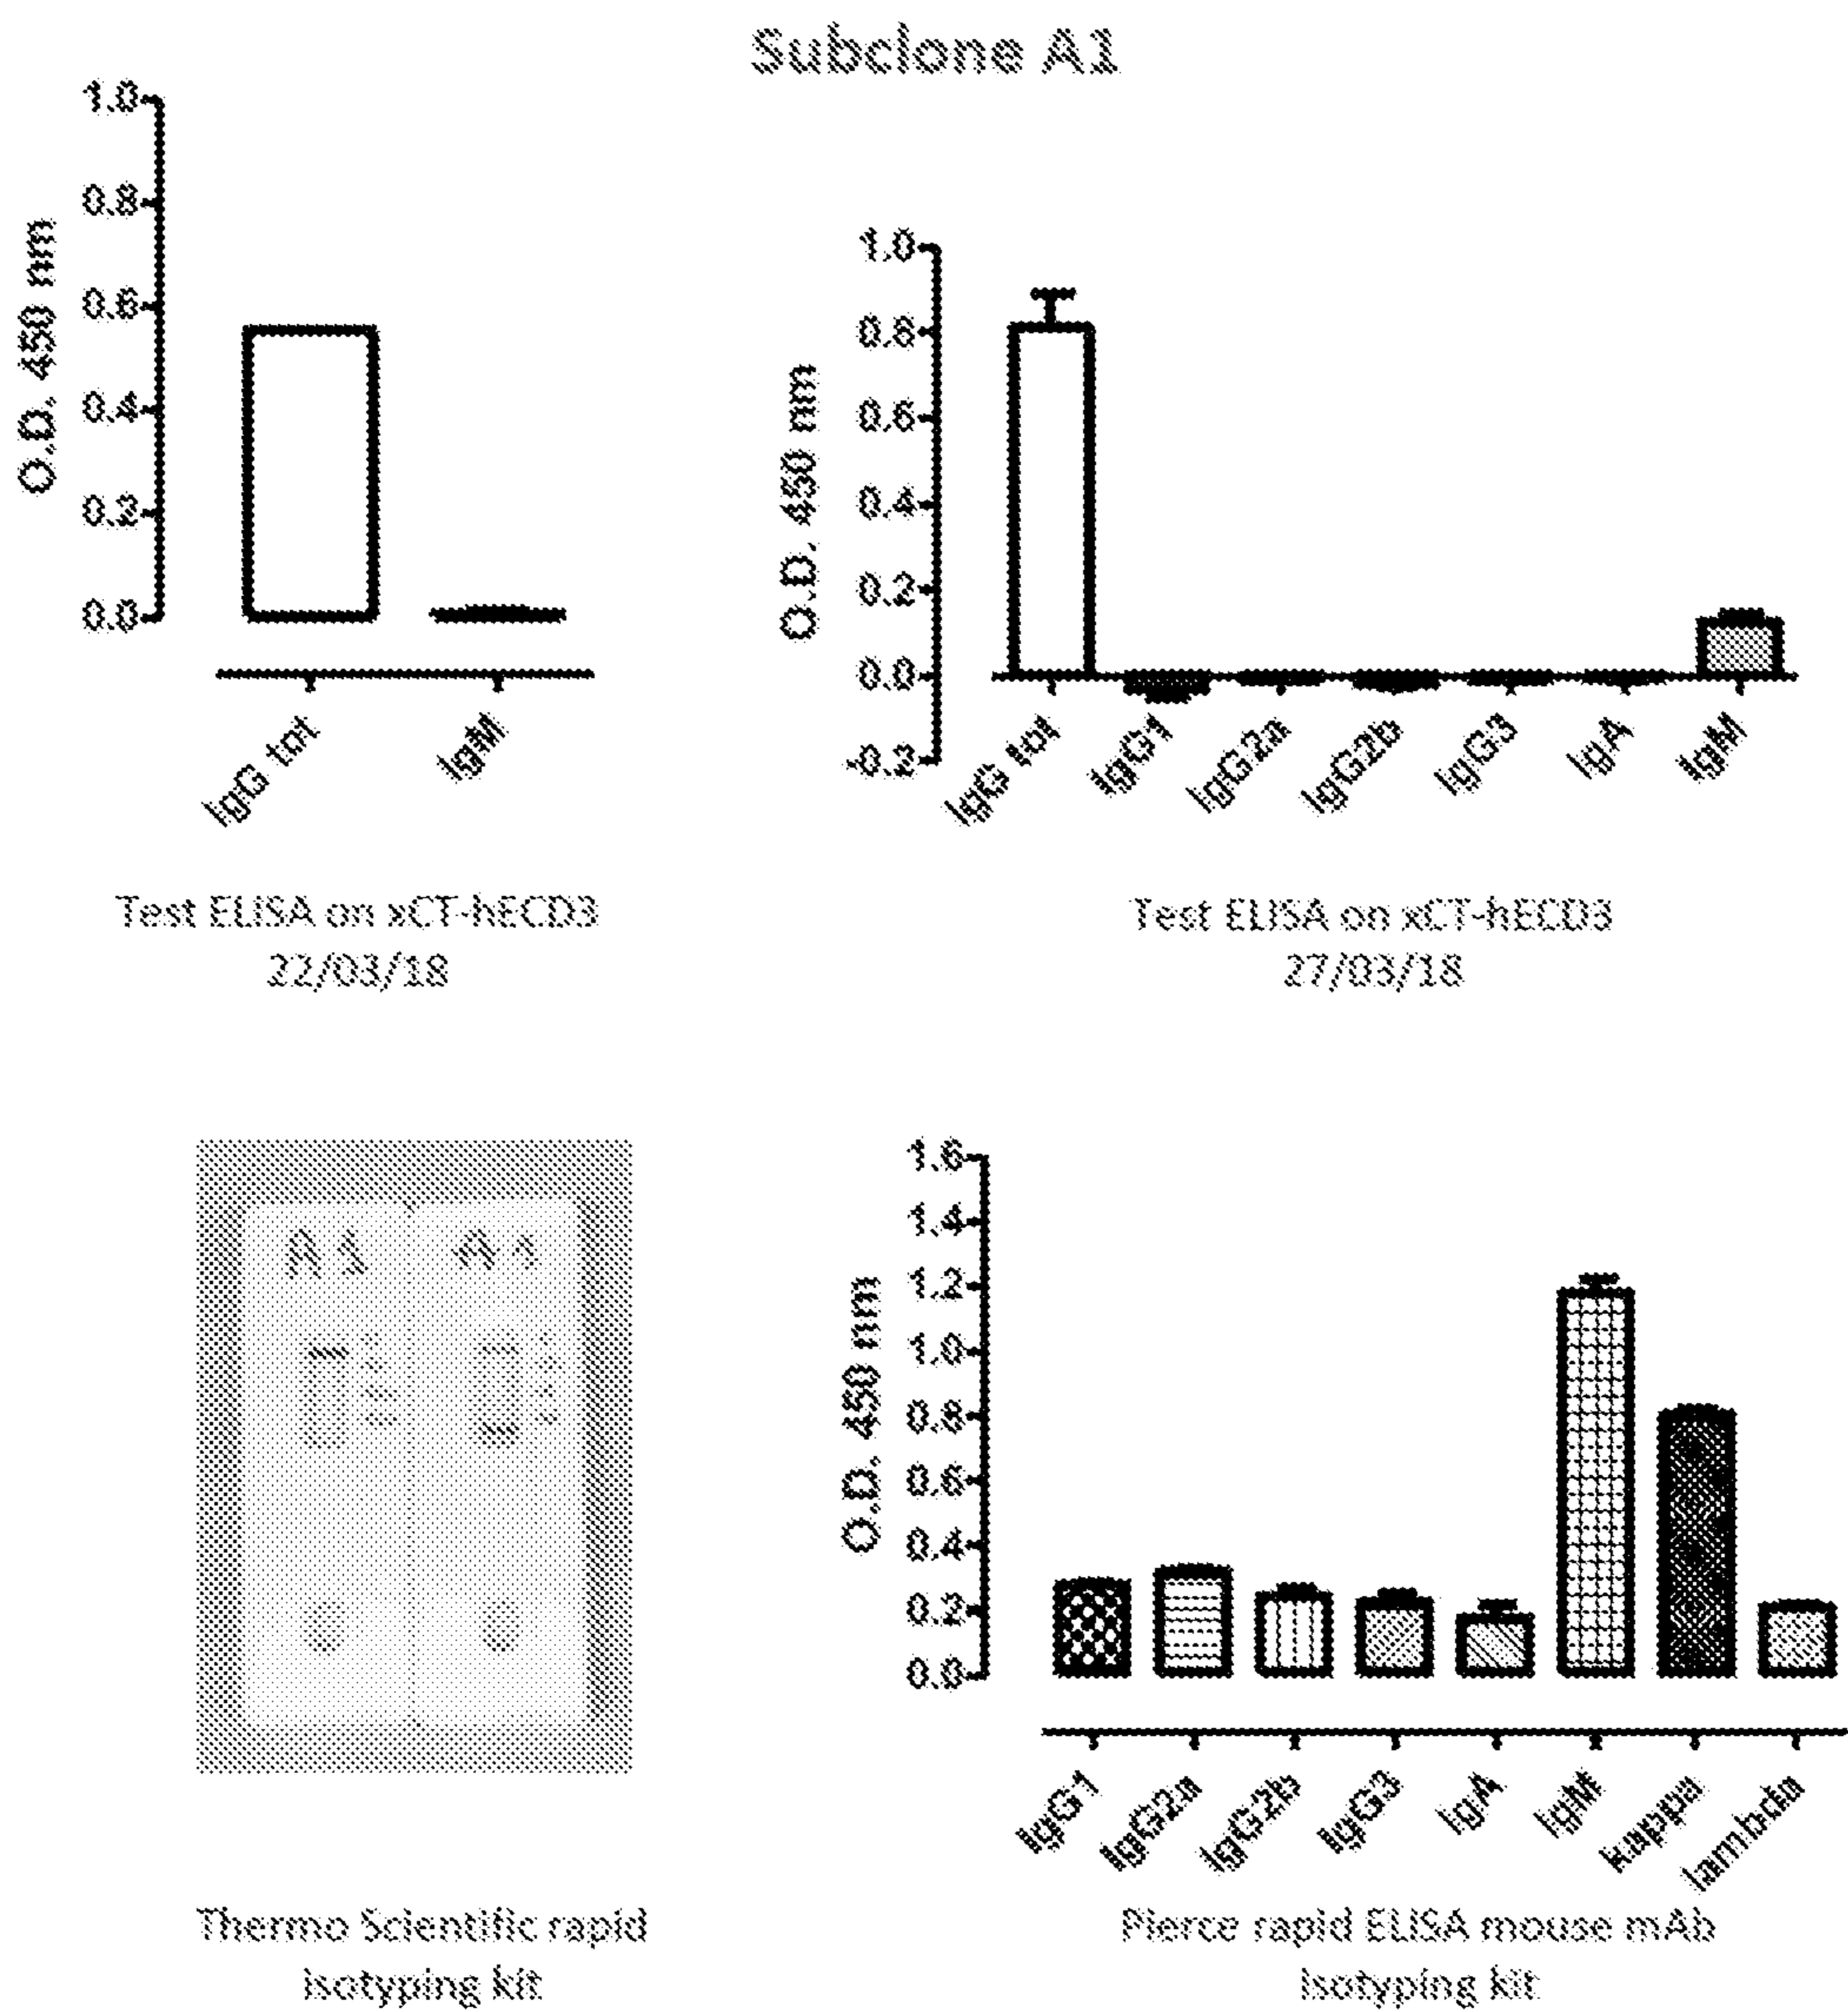 Subclone A1
O.D. 450 nm
1.0
0.8
0.6
0.4
0.2
0.0
IgG tot
IgM
Test ELISA on xCT-hECD3
22/03/18
O.D. 450 nm
1.0
0.8
0.6
0.4
0.2
0.0
-0.2
IgG tot
IgG1
IgG2a
IgG2b
IgG3
IgA
IgM
Test ELISA on xCT-hECD3
27/03/18
A1
A1
Thermo Scientific rapid
isotyping kit
O.D. 450 nm
1.6
1.4
1.2
1.0
0.8
0.6
0.4
0.2
0.0
IgG1
IgG2a
IgG2b
IgG3
IgA
IgM
kappa
lambda
Pierce rapid ELISA mouse mAb
isotyping kit